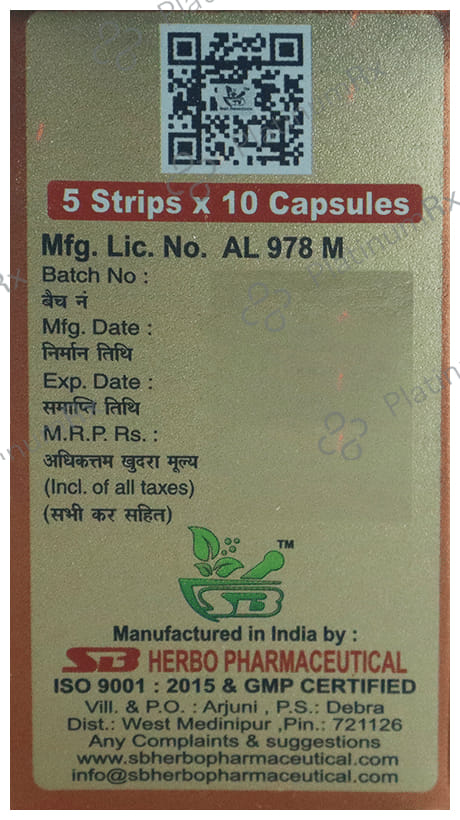 5 Strips x 10 Capsules
Mfg. Lic. No. AL 978 M
Batch No :
बैच नं
Mfg. Date :
निर्मान तिथि
Exp. Date :
समाप्ति तिथि
M.R.P. Rs. :
अधिकत्तम खुदरा मूल्य
(Incl. of all taxes)
(सभी कर सहित)
TM
SB
Manufactured in India by :
SB HERBO PHARMACEUTICAL
ISO 9001 : 2015 & GMP CERTIFIED
Vill. & P.O. : Arjuni , P.S.: Debra
Dist.: West Medinipur ,Pin.: 721126
Any Complaints & suggestions
www.sbherbopharmaceutical.com
info@sbherbopharmaceutical.com
PlatinumRx